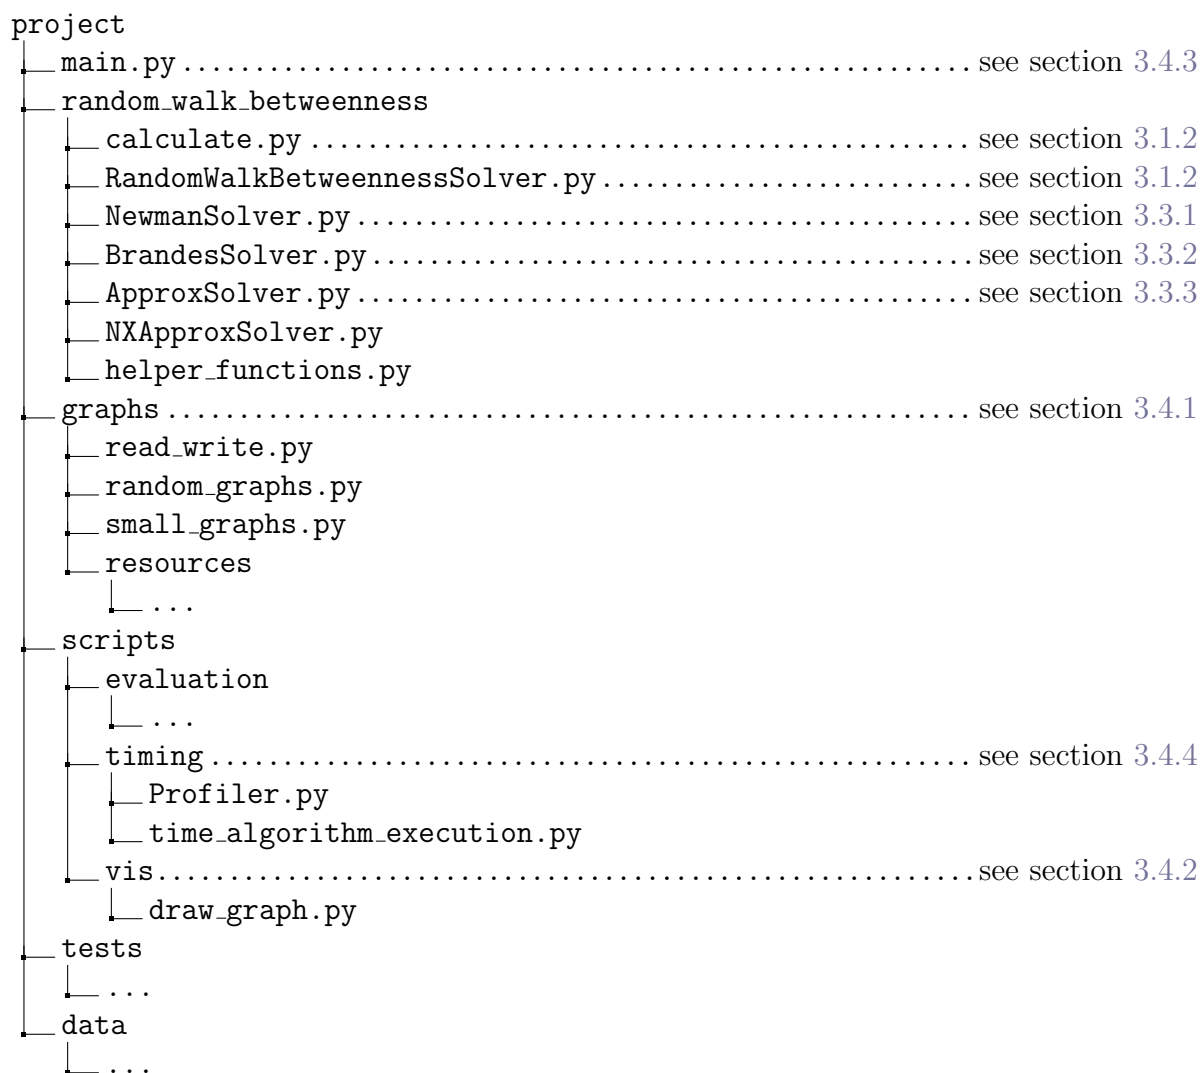 project
main.py ........................................................ see section 3.4.3
random_walk_betweenness
calculate.py ............................................... see section 3.1.2
RandomWalkBetweennessSolver.py .......................... see section 3.1.2
NewmanSolver.py ........................................... see section 3.3.1
BrandesSolver.py .......................................... see section 3.3.2
ApproxSolver.py ........................................... see section 3.3.3
NXApproxSolver.py
helper_functions.py
graphs ......................................................... see section 3.4.1
read_write.py
random_graphs.py
small_graphs.py
resources
...
scripts
evaluation
...
timing ...................................................... see section 3.4.4
Profiler.py
time_algorithm_execution.py
vis ......................................................... see section 3.4.2
draw_graph.py
tests
...
data
...